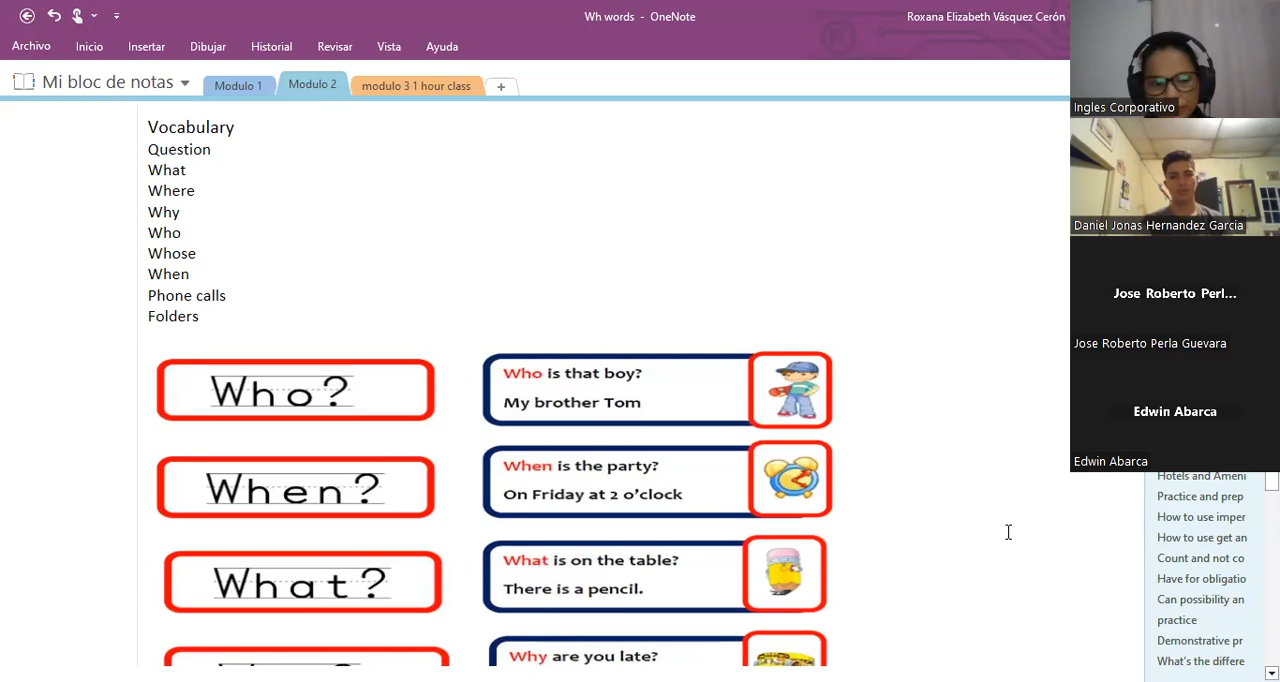 Wh words - OneNote
Roxana Elizabeth Vásquez Cerón
Archivo Inicio Insertar Dibujar Historial Revisar Vista Ayuda
Mi bloc de notas Modulo 1 Modulo 2 modulo 3 1 hour class +
Vocabulary
Question
What
Where
Why
Who
Whose
When
Phone calls
Folders
Who?
Who is that boy?
My brother Tom
When?
When is the party?
On Friday at 2 o'clock
What?
What is on the table?
There is a pencil.
Why are you late?
Ingles Corporativo
Daniel Jonas Hernandez Garcia
Jose Roberto Perl...
Jose Roberto Perla Guevara
Edwin Abarca
Edwin Abarca
Hotels and Ameni
Practice and prep
How to use imper
How to use get an
Count and not co
Have for obligatio
Can possibility an
practice
Demonstrative pr
What's the differe